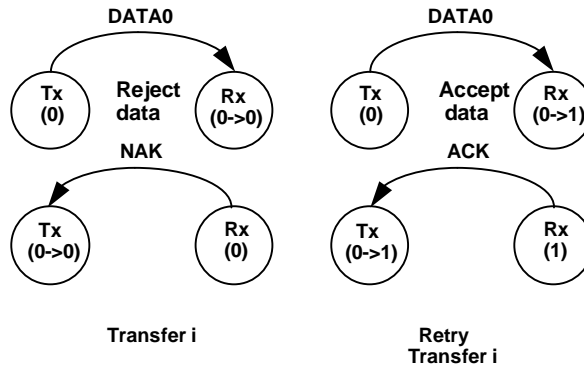 DATA0
Tx
(0)
Reject
data
Rx
(0->0)
NAK
Tx
(0->0)
Rx
(0)
Transfer i
DATA0
Tx
(0)
Accept
data
Rx
(0->1)
ACK
Tx
(0->1)
Rx
(1)
Retry
Transfer i